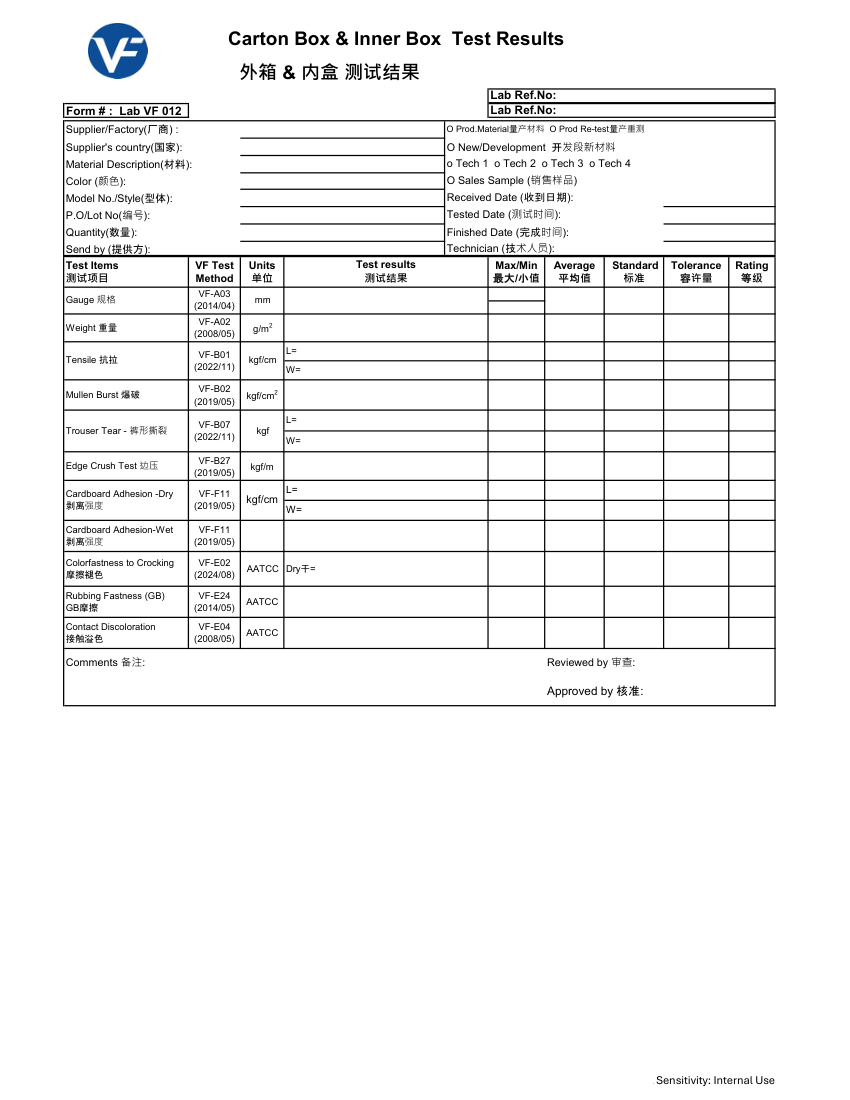 VF
Carton Box & Inner Box Test Results
外箱 & 内盒 测试结果
Lab Ref.No:
Form # : Lab VF 012
Lab Ref.No:
Supplier/Factory(厂商) :
O Prod.Material量产材料 O Prod Re-test量产重测
Supplier's country(国家):
O New/Development 开发段新材料
Material Description(材料):
o Tech 1 o Tech 2 o Tech 3 o Tech 4
Color (颜色):
O Sales Sample (销售样品)
Model No./Style(型体):
Received Date (收到日期):
P.O/Lot No(编号):
Tested Date (测试时间):
Quantity(数量):
Finished Date (完成时间):
Send by (提供方):
Technician (技术人员):
Test Items VF Test Units Test results Max/Min Average Standard Tolerance Rating
测试项目 Method 单位 测试结果 最大/小值 平均值 标准 容许量 等级
Gauge 规格 VF-A03 (2014/04) mm
Weight 重量 VF-A02 (2008/05) g/m2
Tensile 抗拉 VF-B01 (2022/11) kgf/cm L=
W=
Mullen Burst 爆破 VF-B02 (2019/05) kgf/cm2
Trouser Tear - 裤形撕裂 VF-B07 (2022/11) kgf L=
W=
Edge Crush Test 边压 VF-B27 (2019/05) kgf/m
Cardboard Adhesion -Dry VF-F11 kgf/cm L=
剥离强度 (2019/05) W=
Cardboard Adhesion-Wet VF-F11
剥离强度 (2019/05)
Colorfastness to Crocking VF-E02 AATCC Dry干=
摩擦褪色 (2024/08)
Rubbing Fastness (GB) VF-E24 AATCC
GB摩擦 (2014/05)
Contact Discoloration VF-E04 AATCC
接触溢色 (2008/05)
Comments 备注: Reviewed by 审查:
Approved by 核准:
Sensitivity: Internal Use